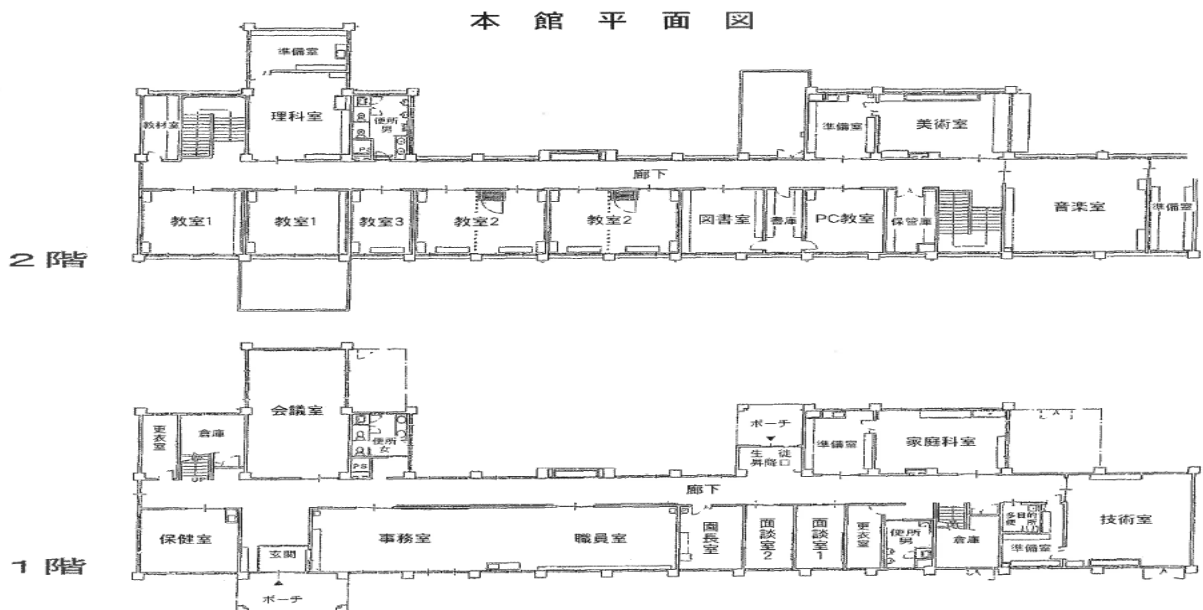 本館平面図
準備室
教材室
理科室
便所男
PS
準備室
美術室
廊下
教室1
教室1
教室3
教室2
教室2
図書室
書庫
PC教室
保管庫
音楽室
準備室
2階
会議室
更衣室
倉庫
UP
便所女
PS
ポーチ
生徒昇降口
準備室
家庭科室
A
廊下
保健室
玄関
事務室
職員室
園長室
面談室2
面談室1
更衣室
便所男
倉庫
多目的便所
準備室
技術室
1階
ポーチ
A
A